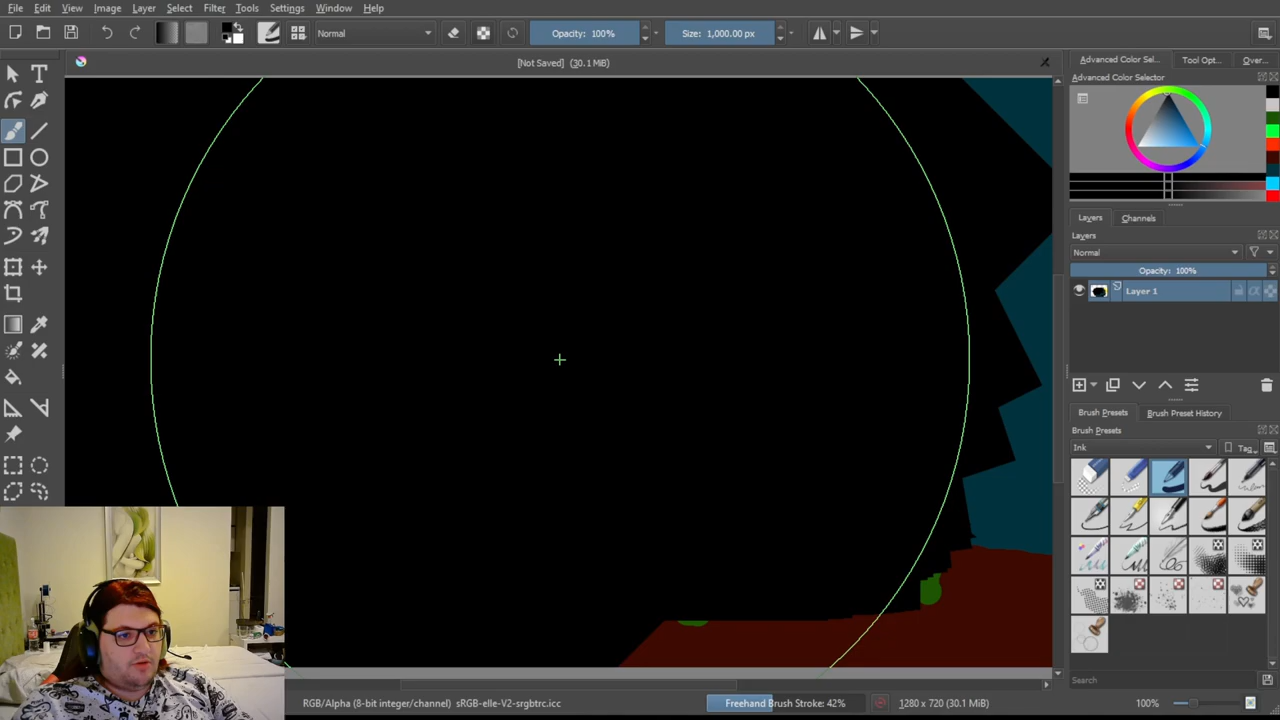 File Edit View Image Layer Select Filter Tools Settings Window Help
Normal Opacity: 100% Size: 1,000.00 px
[Not Saved] (30.1 MiB)
Advanced Color Sel... Tool Opt... Over...
Advanced Color Selector
Layers Channels
Layers
Normal
Opacity: 100%
Layer 1
Brush Presets Brush Preset History
Brush Presets
Ink Tag
Search
RGB/Alpha (8-bit integer/channel) sRGB-elle-V2-srgbtrc.icc Freehand Brush Stroke: 42% 1280 x 720 (30.1 MiB) 100%